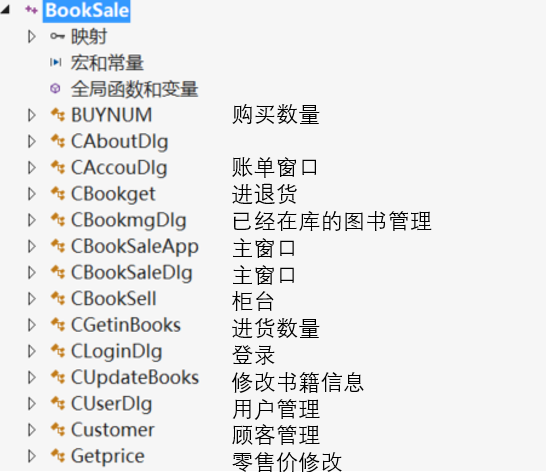 BookSale
映射
宏和常量
全局函数和变量
BUYNUM 购买数量
CAboutDlg
CAccouDlg 账单窗口
CBookget 进退货
CBookmgDlg 已经在库的图书管理
CBookSaleApp 主窗口
CBookSaleDlg 主窗口
CBookSell 柜台
CGetinBooks 进货数量
CLoginDlg 登录
CUpdateBooks 修改书籍信息
CUserDlg 用户管理
Customer 顾客管理
Getprice 零售价修改